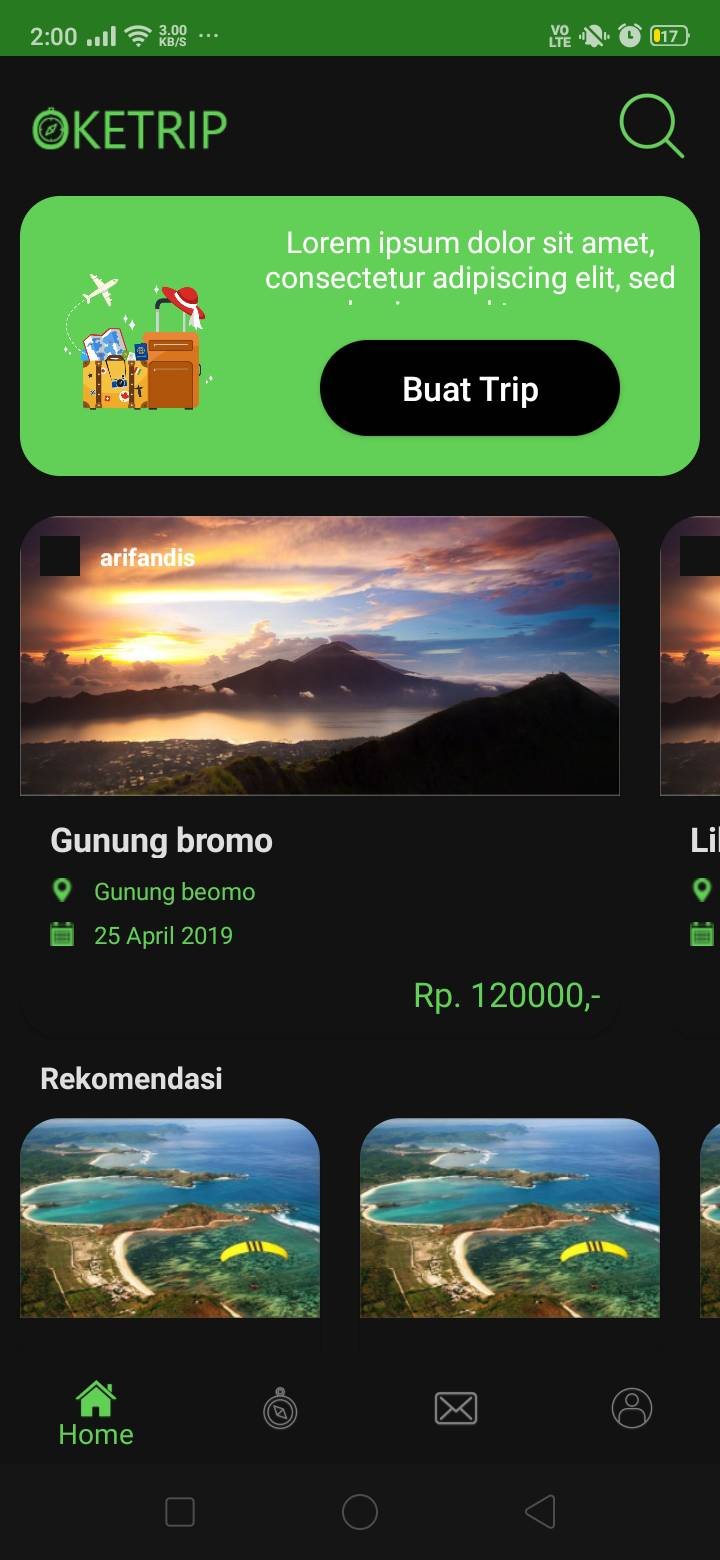 2:00 3.00 KB/S ... VO LTE 17
OKETRIP
Lorem ipsum dolor sit amet,
consectetur adipiscing elit, sed
Buat Trip
arifandis
Gunung bromo
Gunung beomo
25 April 2019
Rp. 120000,-
Rekomendasi
Home